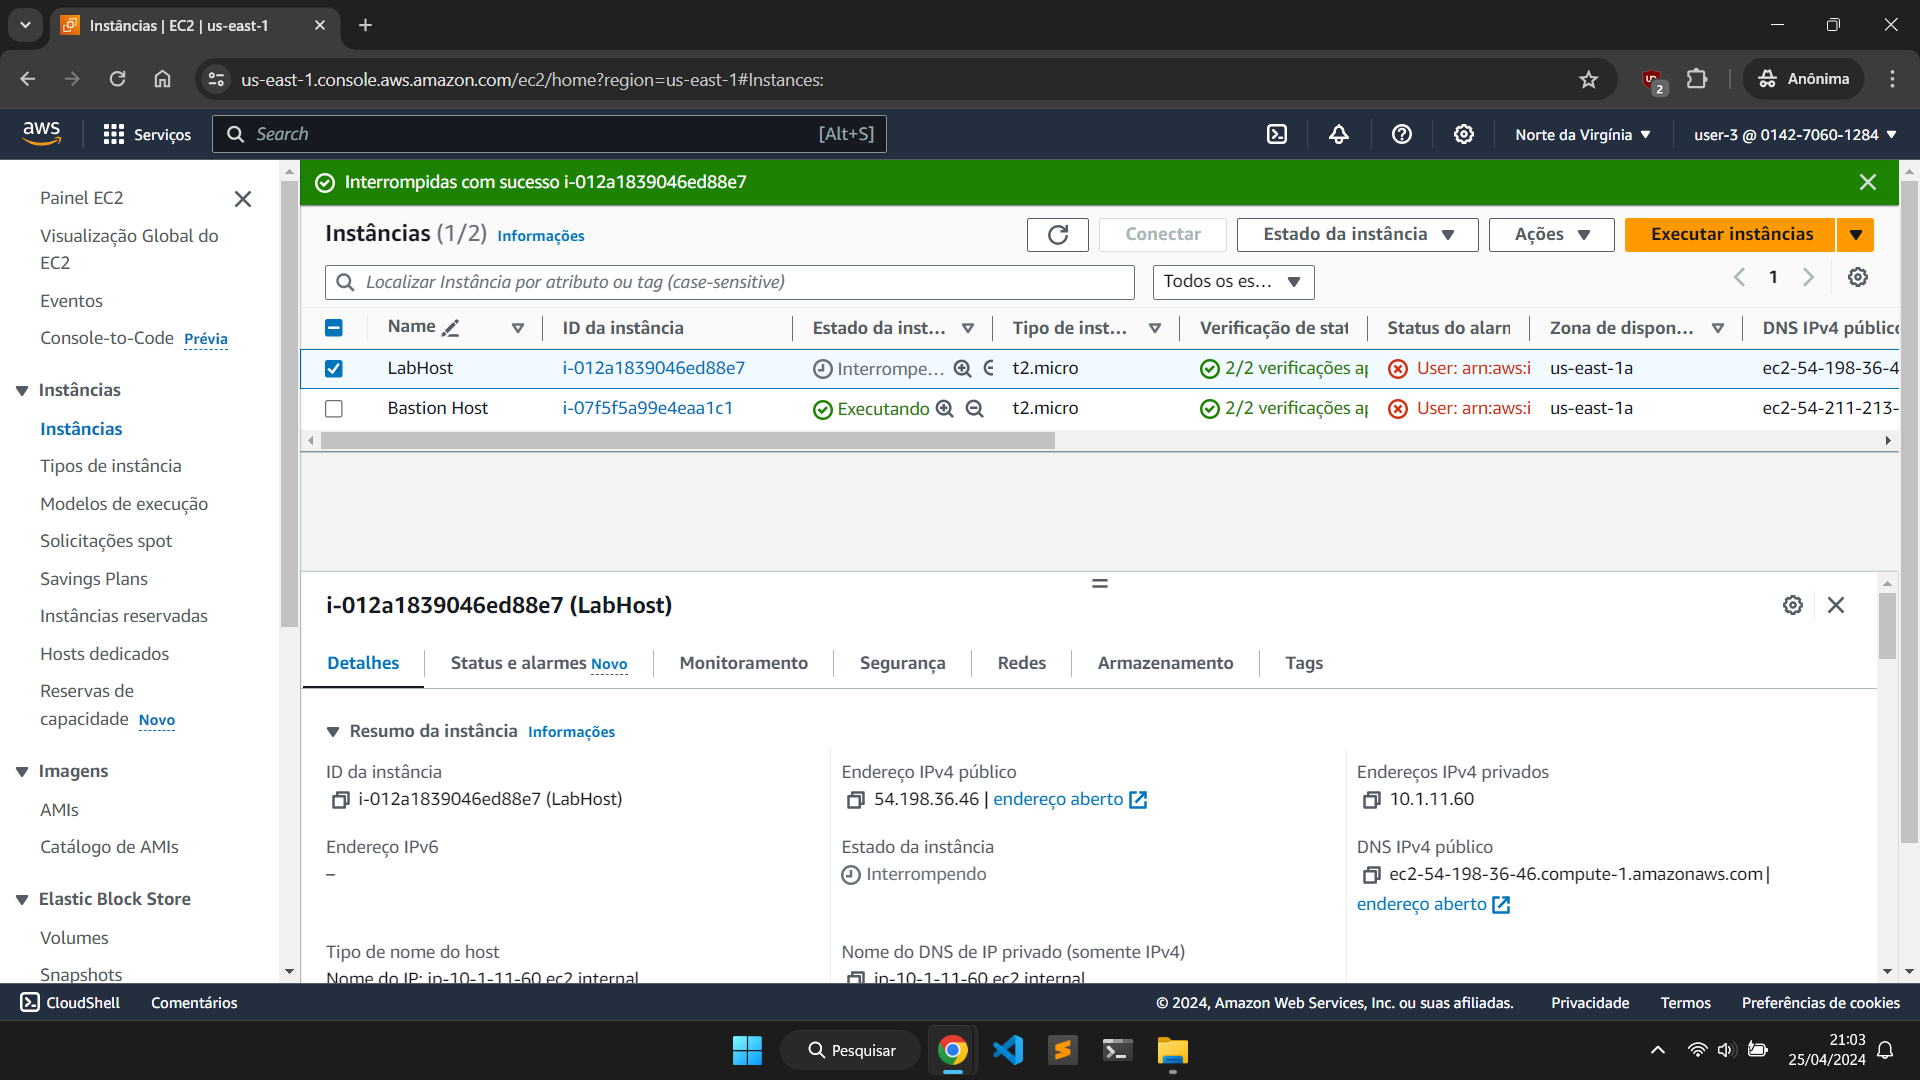 Instâncias | EC2 | us-east-1
us-east-1.console.aws.amazon.com/ec2/home?region=us-east-1#Instances:
2
Anônima
aws
Serviços
Search
[Alt+S]
Norte da Virgínia
user-3 @ 0142-7060-1284
Painel EC2
Visualização Global do
EC2
Eventos
Console-to-Code Prévia
Instâncias
Instâncias
Tipos de instância
Modelos de execução
Solicitações spot
Savings Plans
Instâncias reservadas
Hosts dedicados
Reservas de
capacidade Novo
Imagens
AMIs
Catálogo de AMIs
Elastic Block Store
Volumes
Snapshots
Interrompidas com sucesso i-012a1839046ed88e7
Instâncias (1/2) Informações
Conectar
Estado da instância
Ações
Executar instâncias
Localizar Instância por atributo ou tag (case-sensitive)
Todos os es...
1
Name ID da instância Estado da inst... Tipo de inst... Verificação de stat Status do alarn Zona de dispon... DNS IPv4 público
LabHost i-012a1839046ed88e7 Interrompe... t2.micro 2/2 verificações ap User: arn:aws:i us-east-1a ec2-54-198-36-4
Bastion Host i-07f5f5a99e4eaa1c1 Executando t2.micro 2/2 verificações ap User: arn:aws:i us-east-1a ec2-54-211-213-
i-012a1839046ed88e7 (LabHost)
Detalhes
Status e alarmes Novo
Monitoramento
Segurança
Redes
Armazenamento
Tags
Resumo da instância Informações
ID da instância
i-012a1839046ed88e7 (LabHost)
Endereço IPv4 público
54.198.36.46 | endereço aberto
Endereços IPv4 privados
10.1.11.60
Endereço IPv6
–
Estado da instância
Interrompendo
DNS IPv4 público
ec2-54-198-36-46.compute-1.amazonaws.com |
endereço aberto
Tipo de nome do host
Nome do IP: ip-10-1-11-60.ec2.internal
Nome do DNS de IP privado (somente IPv4)
ip-10-1-11-60.ec2.internal
CloudShell
Comentários
© 2024, Amazon Web Services, Inc. ou suas afiliadas.
Privacidade
Termos
Preferências de cookies
Pesquisar
21:03
25/04/2024